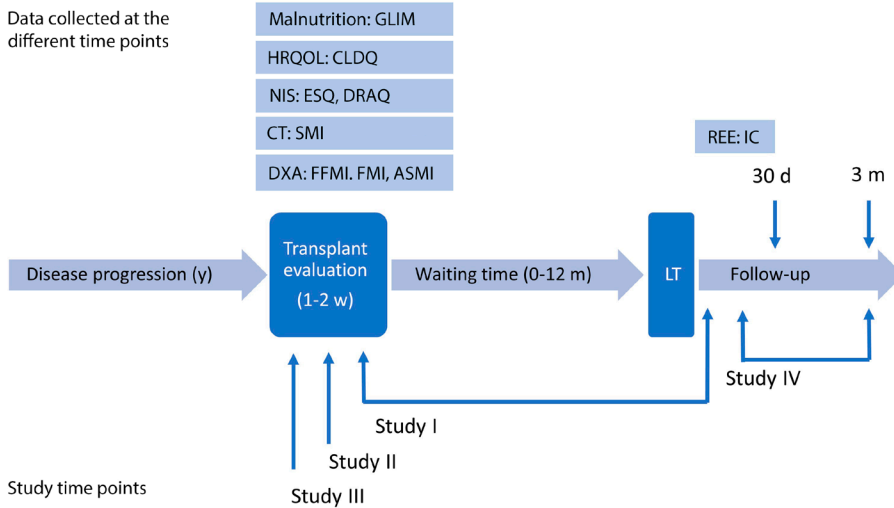 Data collected at the
different time points
Malnutrition: GLIM
HRQOL: CLDQ
NIS: ESQ, DRAQ
CT: SMI
DXA: FFMI. FMI, ASMI
REE: IC
30 d
3 m
Disease progression (y)
Transplant
evaluation
(1-2 w)
Waiting time (0-12 m)
LT
Follow-up
Study IV
Study I
Study II
Study III
Study time points